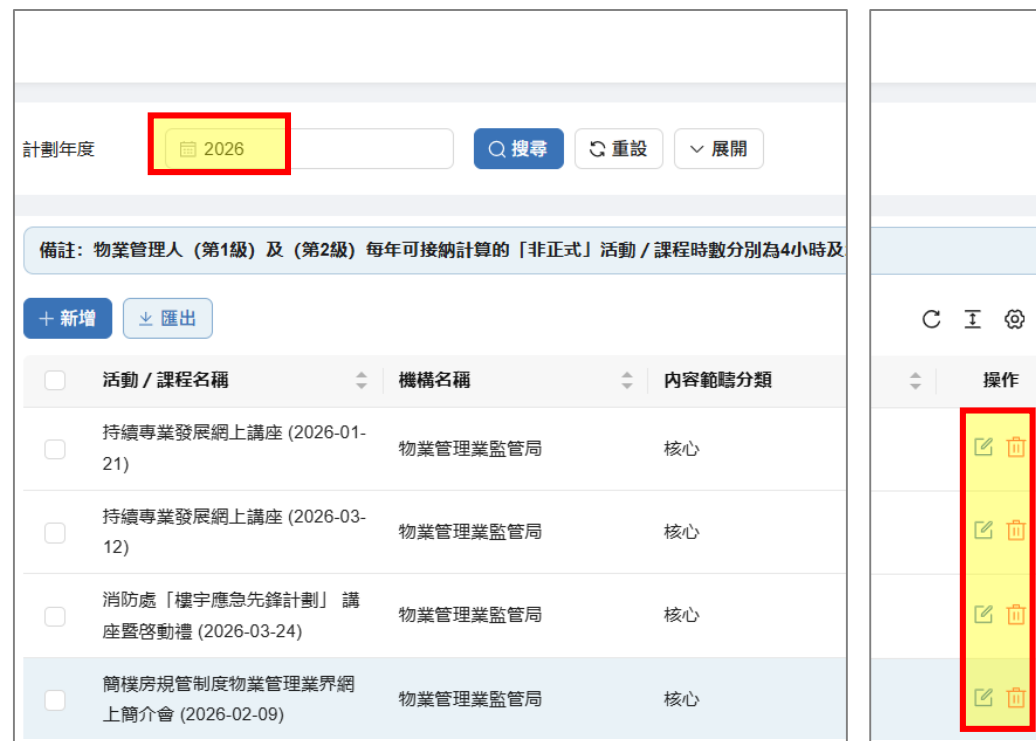 計劃年度
2026
搜尋
重設
展開
備註：物業管理人（第1級）及（第2級）每年可接納計算的「非正式」活動 / 課程時數分別為4小時及
新增
匯出
活動 / 課程名稱
機構名稱
內容範疇分類
操作
持續專業發展網上講座 (2026-01-
21)
物業管理業監管局
核心
持續專業發展網上講座 (2026-03-
12)
物業管理業監管局
核心
消防處「樓宇應急先鋒計劃」 講
座暨啓動禮 (2026-03-24)
物業管理業監管局
核心
簡樸房規管制度物業管理業界網
上簡介會 (2026-02-09)
物業管理業監管局
核心